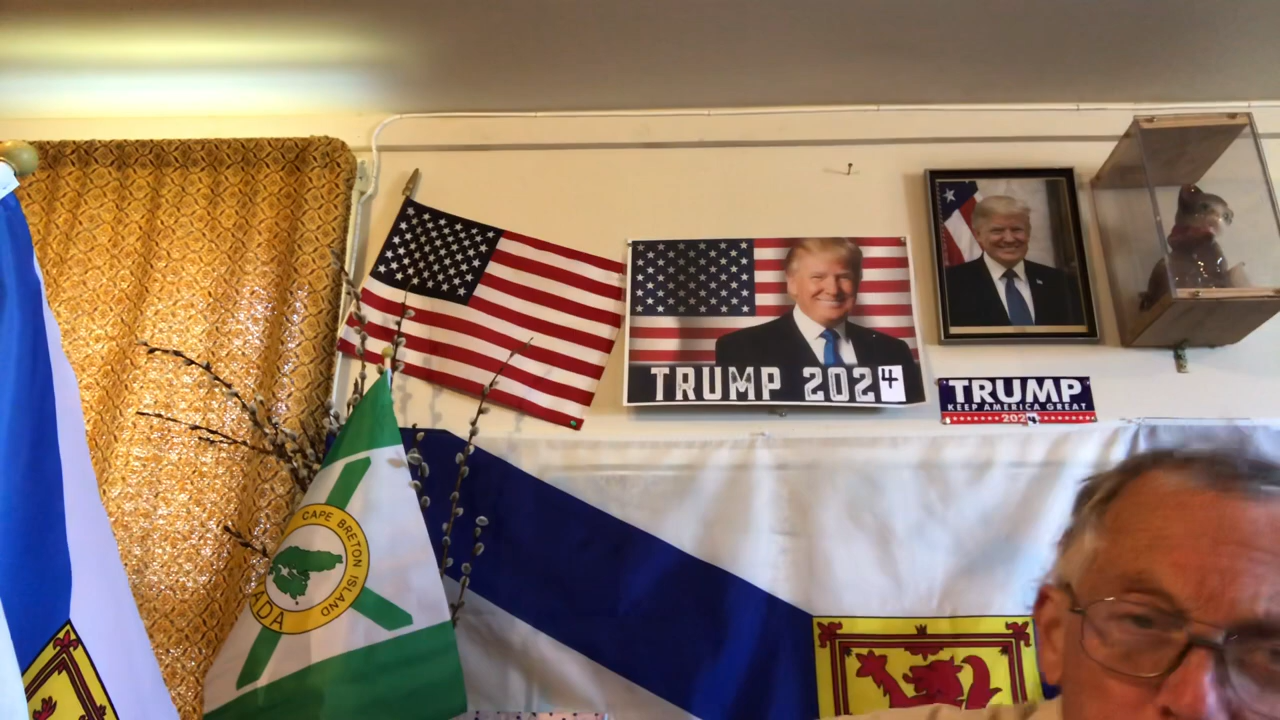 TRUMP 2024
TRUMP
KEEP AMERICA GREAT
2024
CAPE BRETON ISLAND
ADA